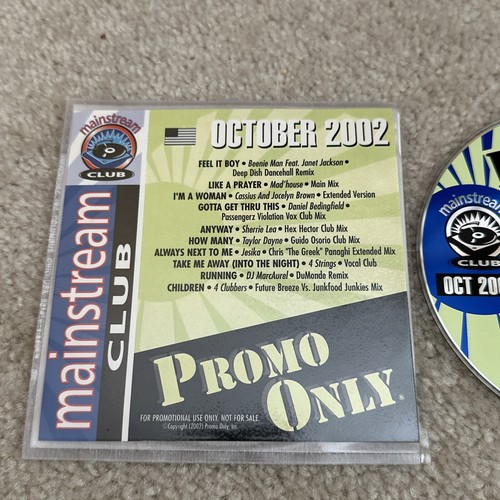 mainstream
CLUB
OCTOBER 2002
FEEL IT BOY • Beenie Man Feat. Janet Jackson •
Deep Dish Dancehall Remix
LIKE A PRAYER • Mad'house • Main Mix
I'M A WOMAN • Cassius And Jocelyn Brown • Extended Version
GOTTA GET THRU THIS • Daniel Bedingfield •
Passengerz Violation Vox Club Mix
ANYWAY • Sherrie Lea • Hex Hector Club Mix
HOW MANY • Taylor Dayne • Guido Osorio Club Mix
ALWAYS NEXT TO ME • Jesika • Chris "The Greek" Panaghi Extended Mix
TAKE ME AWAY (INTO THE NIGHT) • 4 Strings • Vocal Club
RUNNING • DJ MarAurel • DuMonde Remix
CHILDREN • 4 Clubbers • Future Breeze Vs. Junkfood Junkies Mix
mainstream
CLUB
PROMO
ONLY®
FOR PROMOTIONAL USE ONLY. NOT FOR SALE.
©Copyright (2002) Promo Only, Inc.
mainstream
CLUB
OCT 200